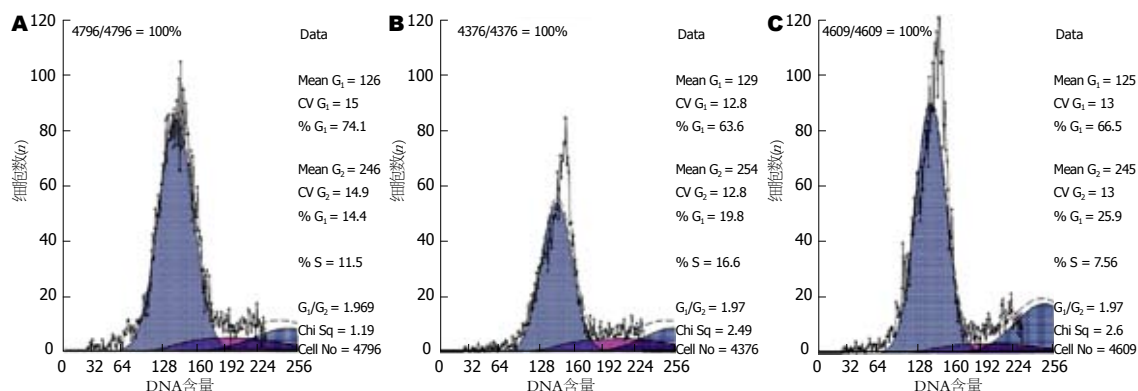 A
4796/4796 = 100%
Data
Mean G₁ = 126
CV G₁ = 15
% G₁ = 74.1
Mean G₂ = 246
CV G₂ = 14.9
% G₁ = 14.4
% S = 11.5
G₁/G₂ = 1.969
Chi Sq = 1.19
Cell No = 4796
细胞数(n)
120
100
80
60
40
20
0
0 32 64 128 160 192 224 256
DNA含量
B
4376/4376 = 100%
Data
Mean G₁ = 129
CV G₁ = 12.8
% G₁ = 63.6
Mean G₂ = 254
CV G₂ = 12.8
% G₁ = 19.8
% S = 16.6
G₁/G₂ = 1.97
Chi Sq = 2.49
Cell No = 4376
细胞数(n)
120
100
80
60
40
20
0
0 32 64 128 160 192 224 256
DNA含量
C
4609/4609 = 100%
Data
Mean G₁ = 125
CV G₁ = 13
% G₁ = 66.5
Mean G₂ = 245
CV G₂ = 13
% G₁ = 25.9
% S = 7.56
G₁/G₂ = 1.97
Chi Sq = 2.6
Cell No = 4609
细胞数(n)
120
100
80
60
40
20
0
0 32 64 128 160 192 224 256
DNA含量